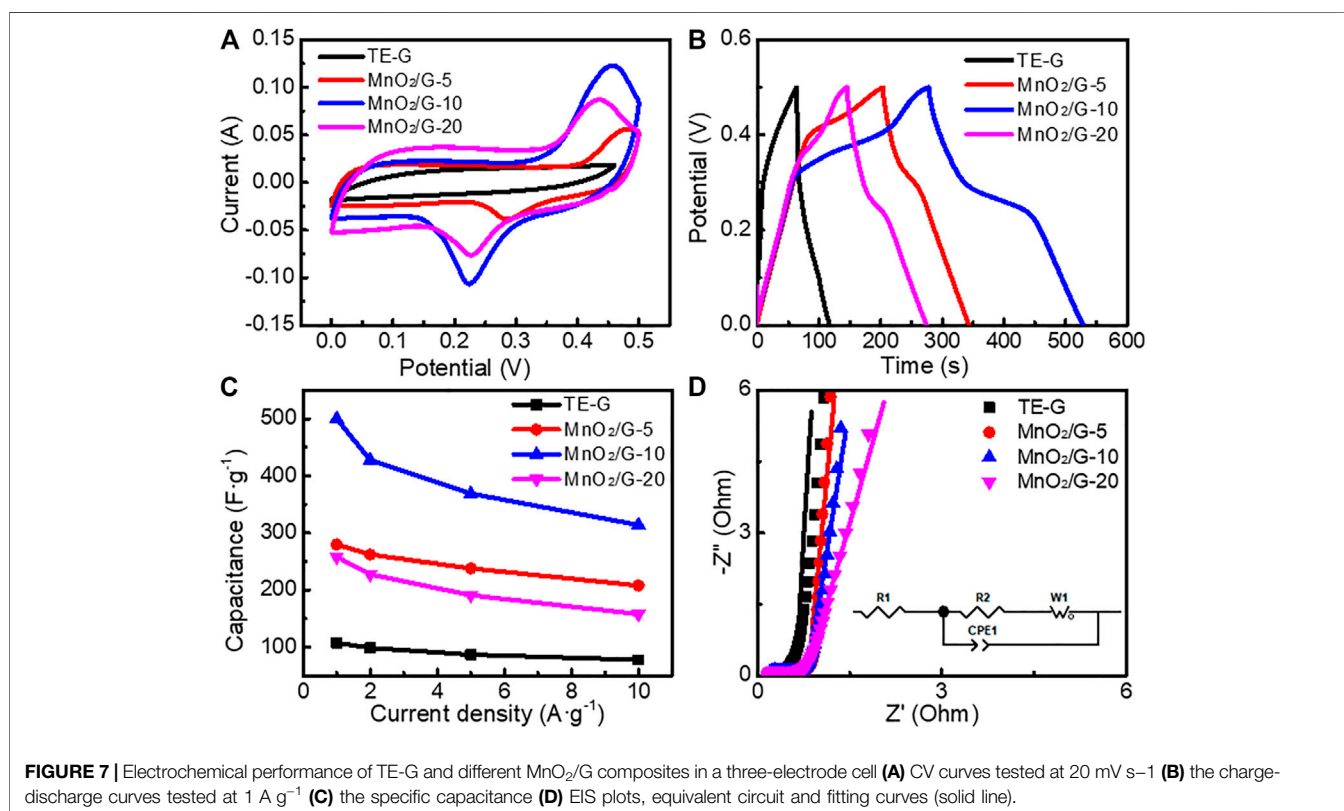 A
0.15
0.10
0.05
0.00
-0.05
-0.10
-0.15
Current (A)
TE-G
MnO₂/G-5
MnO₂/G-10
MnO₂/G-20
0.0 0.1 0.2 0.3 0.4 0.5
Potential (V)
B
0.6
0.4
0.2
0.0
Potential (V)
TE-G
MnO₂/G-5
MnO₂/G-10
MnO₂/G-20
0 100 200 300 400 500 600
Time (s)
C
500
400
300
200
100
Capacitance (F·g⁻¹)
TE-G
MnO₂/G-5
MnO₂/G-10
MnO₂/G-20
0 2 4 6 8 10
Current density (A·g⁻¹)
D
6
3
0
-Z" (Ohm)
TE-G
MnO₂/G-5
MnO₂/G-10
MnO₂/G-20
R1 R2 W1
CPE1
0 3 6
Z' (Ohm)
FIGURE 7 | Electrochemical performance of TE-G and different MnO₂/G composites in a three-electrode cell (A) CV curves tested at 20 mV s−1 (B) the charge-
discharge curves tested at 1 A g⁻¹ (C) the specific capacitance (D) EIS plots, equivalent circuit and fitting curves (solid line).